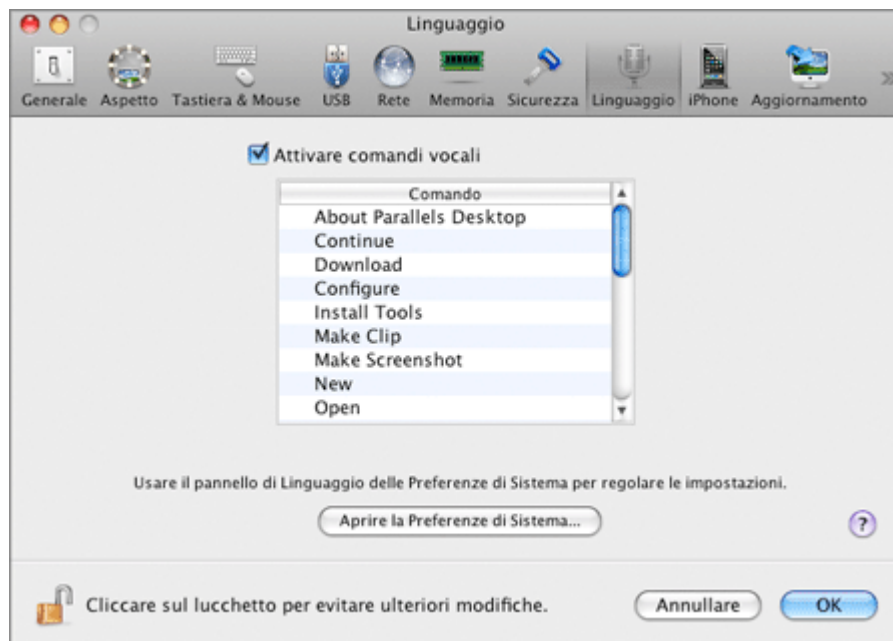 Linguaggio
Generale Aspetto Tastiera & Mouse USB Rete Memoria Sicurezza Linguaggio iPhone Aggiornamento
Attivare comandi vocali
Comando
About Parallels Desktop
Continue
Download
Configure
Install Tools
Make Clip
Make Screenshot
New
Open
Usare il pannello di Linguaggio delle Preferenze di Sistema per regolare le impostazioni.
Aprire la Preferenze di Sistema...
?
Cliccare sul lucchetto per evitare ulteriori modifiche. Annullare OK